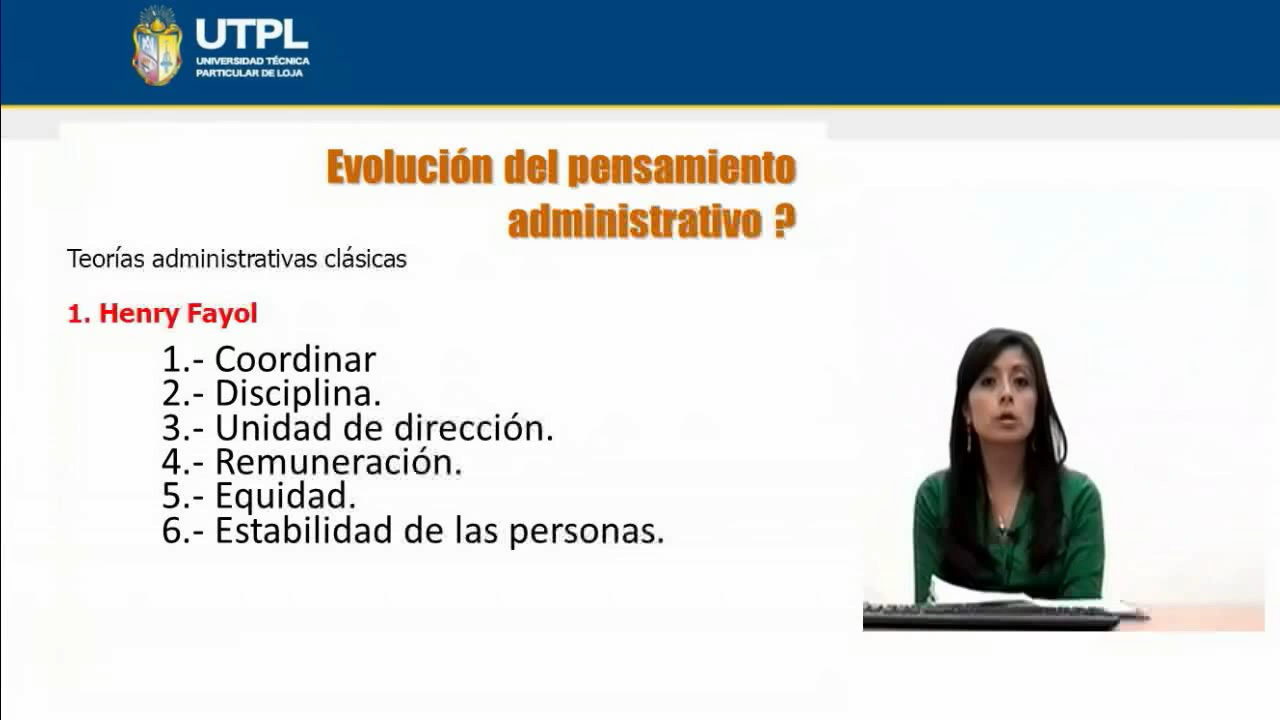 UTPL
UNIVERSIDAD TÉCNICA
PARTICULAR DE LOJA
Evolución del pensamiento
administrativo ?
Teorías administrativas clásicas
1. Henry Fayol
1.- Coordinar
2.- Disciplina.
3.- Unidad de dirección.
4.- Remuneración.
5.- Equidad.
6.- Estabilidad de las personas.